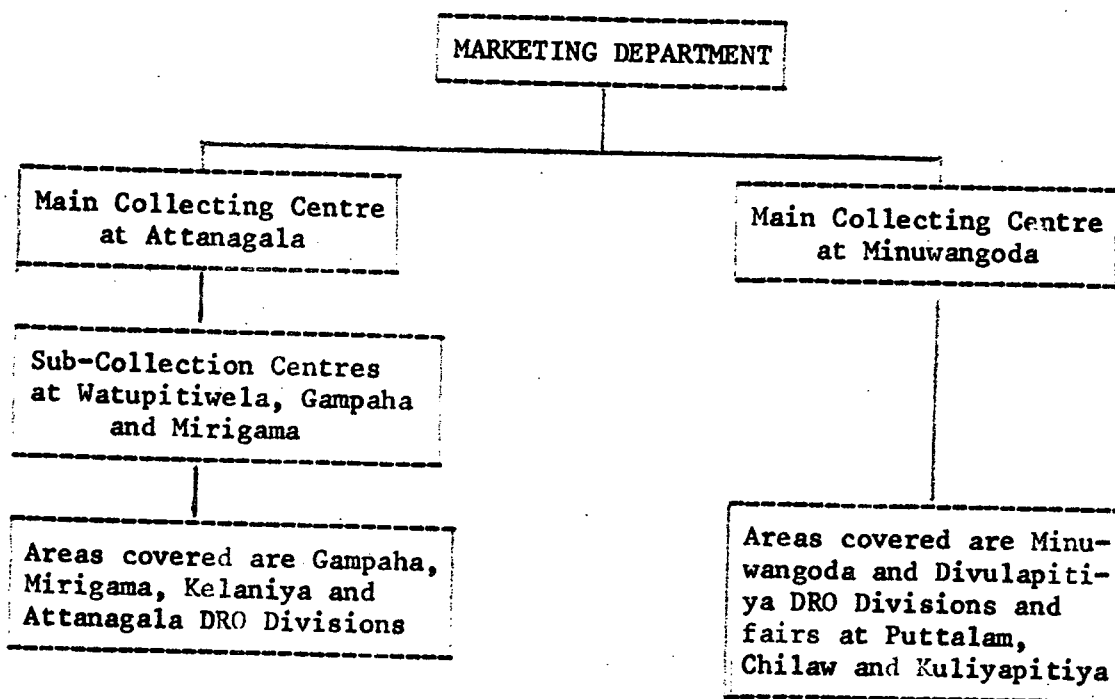 MARKETING DEPARTMENT
Main Collecting Centre
at Attanagala
Main Collecting Centre
at Minuwangoda
Sub-Collection Centres
at Watupitiwela, Gampaha
and Mirigama
Areas covered are Gampaha,
Mirigama, Kelaniya and
Attanagala DRO Divisions
Areas covered are Minu-
wangoda and Divulapiti-
ya DRO Divisions and
fairs at Puttalam,
Chilaw and Kuliyapitiya